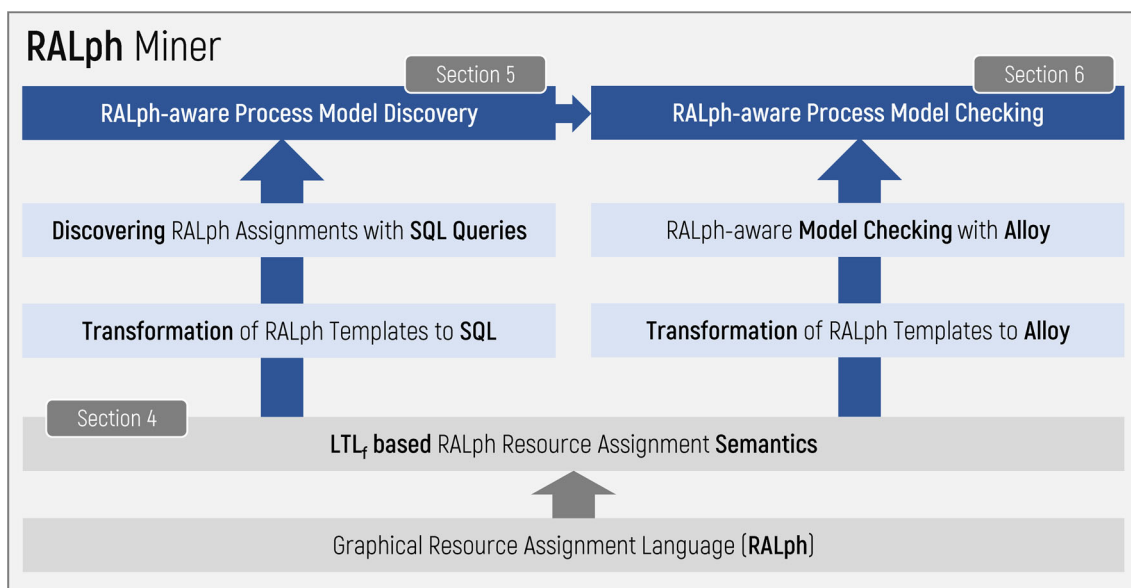 RALph Miner
Section 5
Section 6
RALph-aware Process Model Discovery
RALph-aware Process Model Checking
Discovering RALph Assignments with SQL Queries
RALph-aware Model Checking with Alloy
Transformation of RALph Templates to SQL
Transformation of RALph Templates to Alloy
Section 4
LTLf based RALph Resource Assignment Semantics
Graphical Resource Assignment Language (RALph)